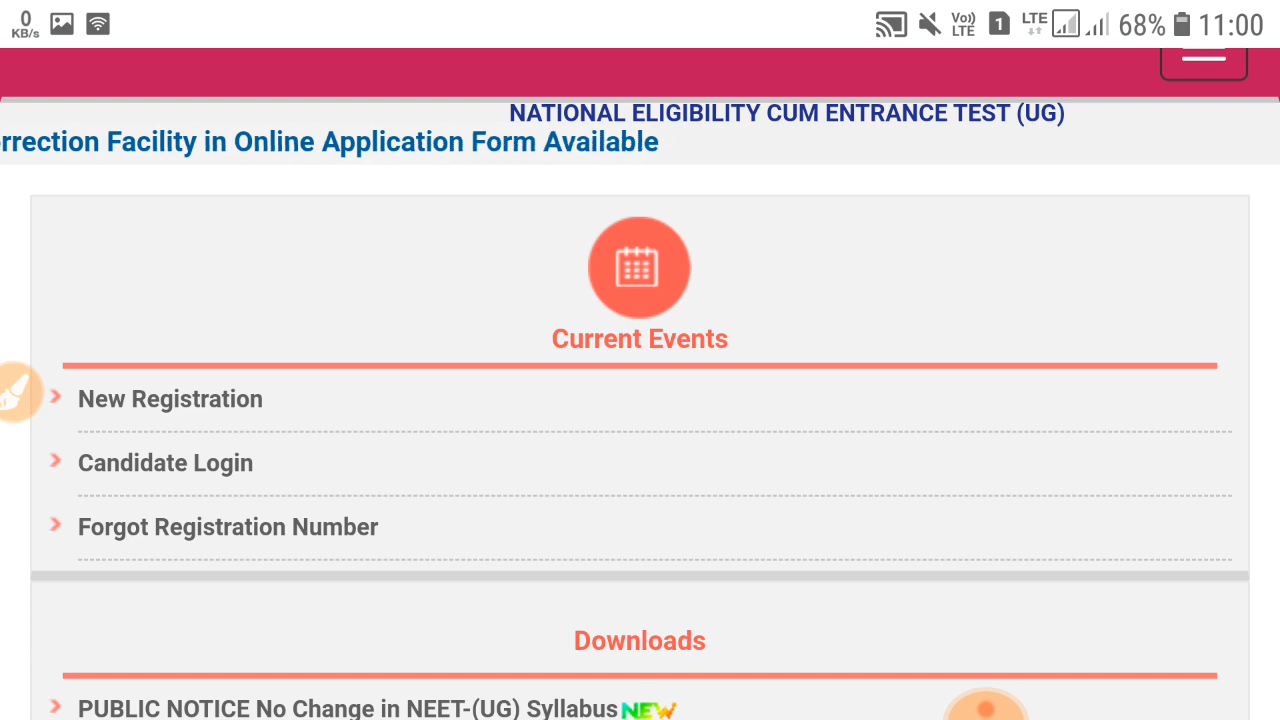 0
KB/s
Vo))
LTE
1
LTE
68%
11:00
NATIONAL ELIGIBILITY CUM ENTRANCE TEST (UG)
rrection Facility in Online Application Form Available
Current Events
New Registration
Candidate Login
Forgot Registration Number
Downloads
PUBLIC NOTICE No Change in NEET-(UG) Syllabus NEW